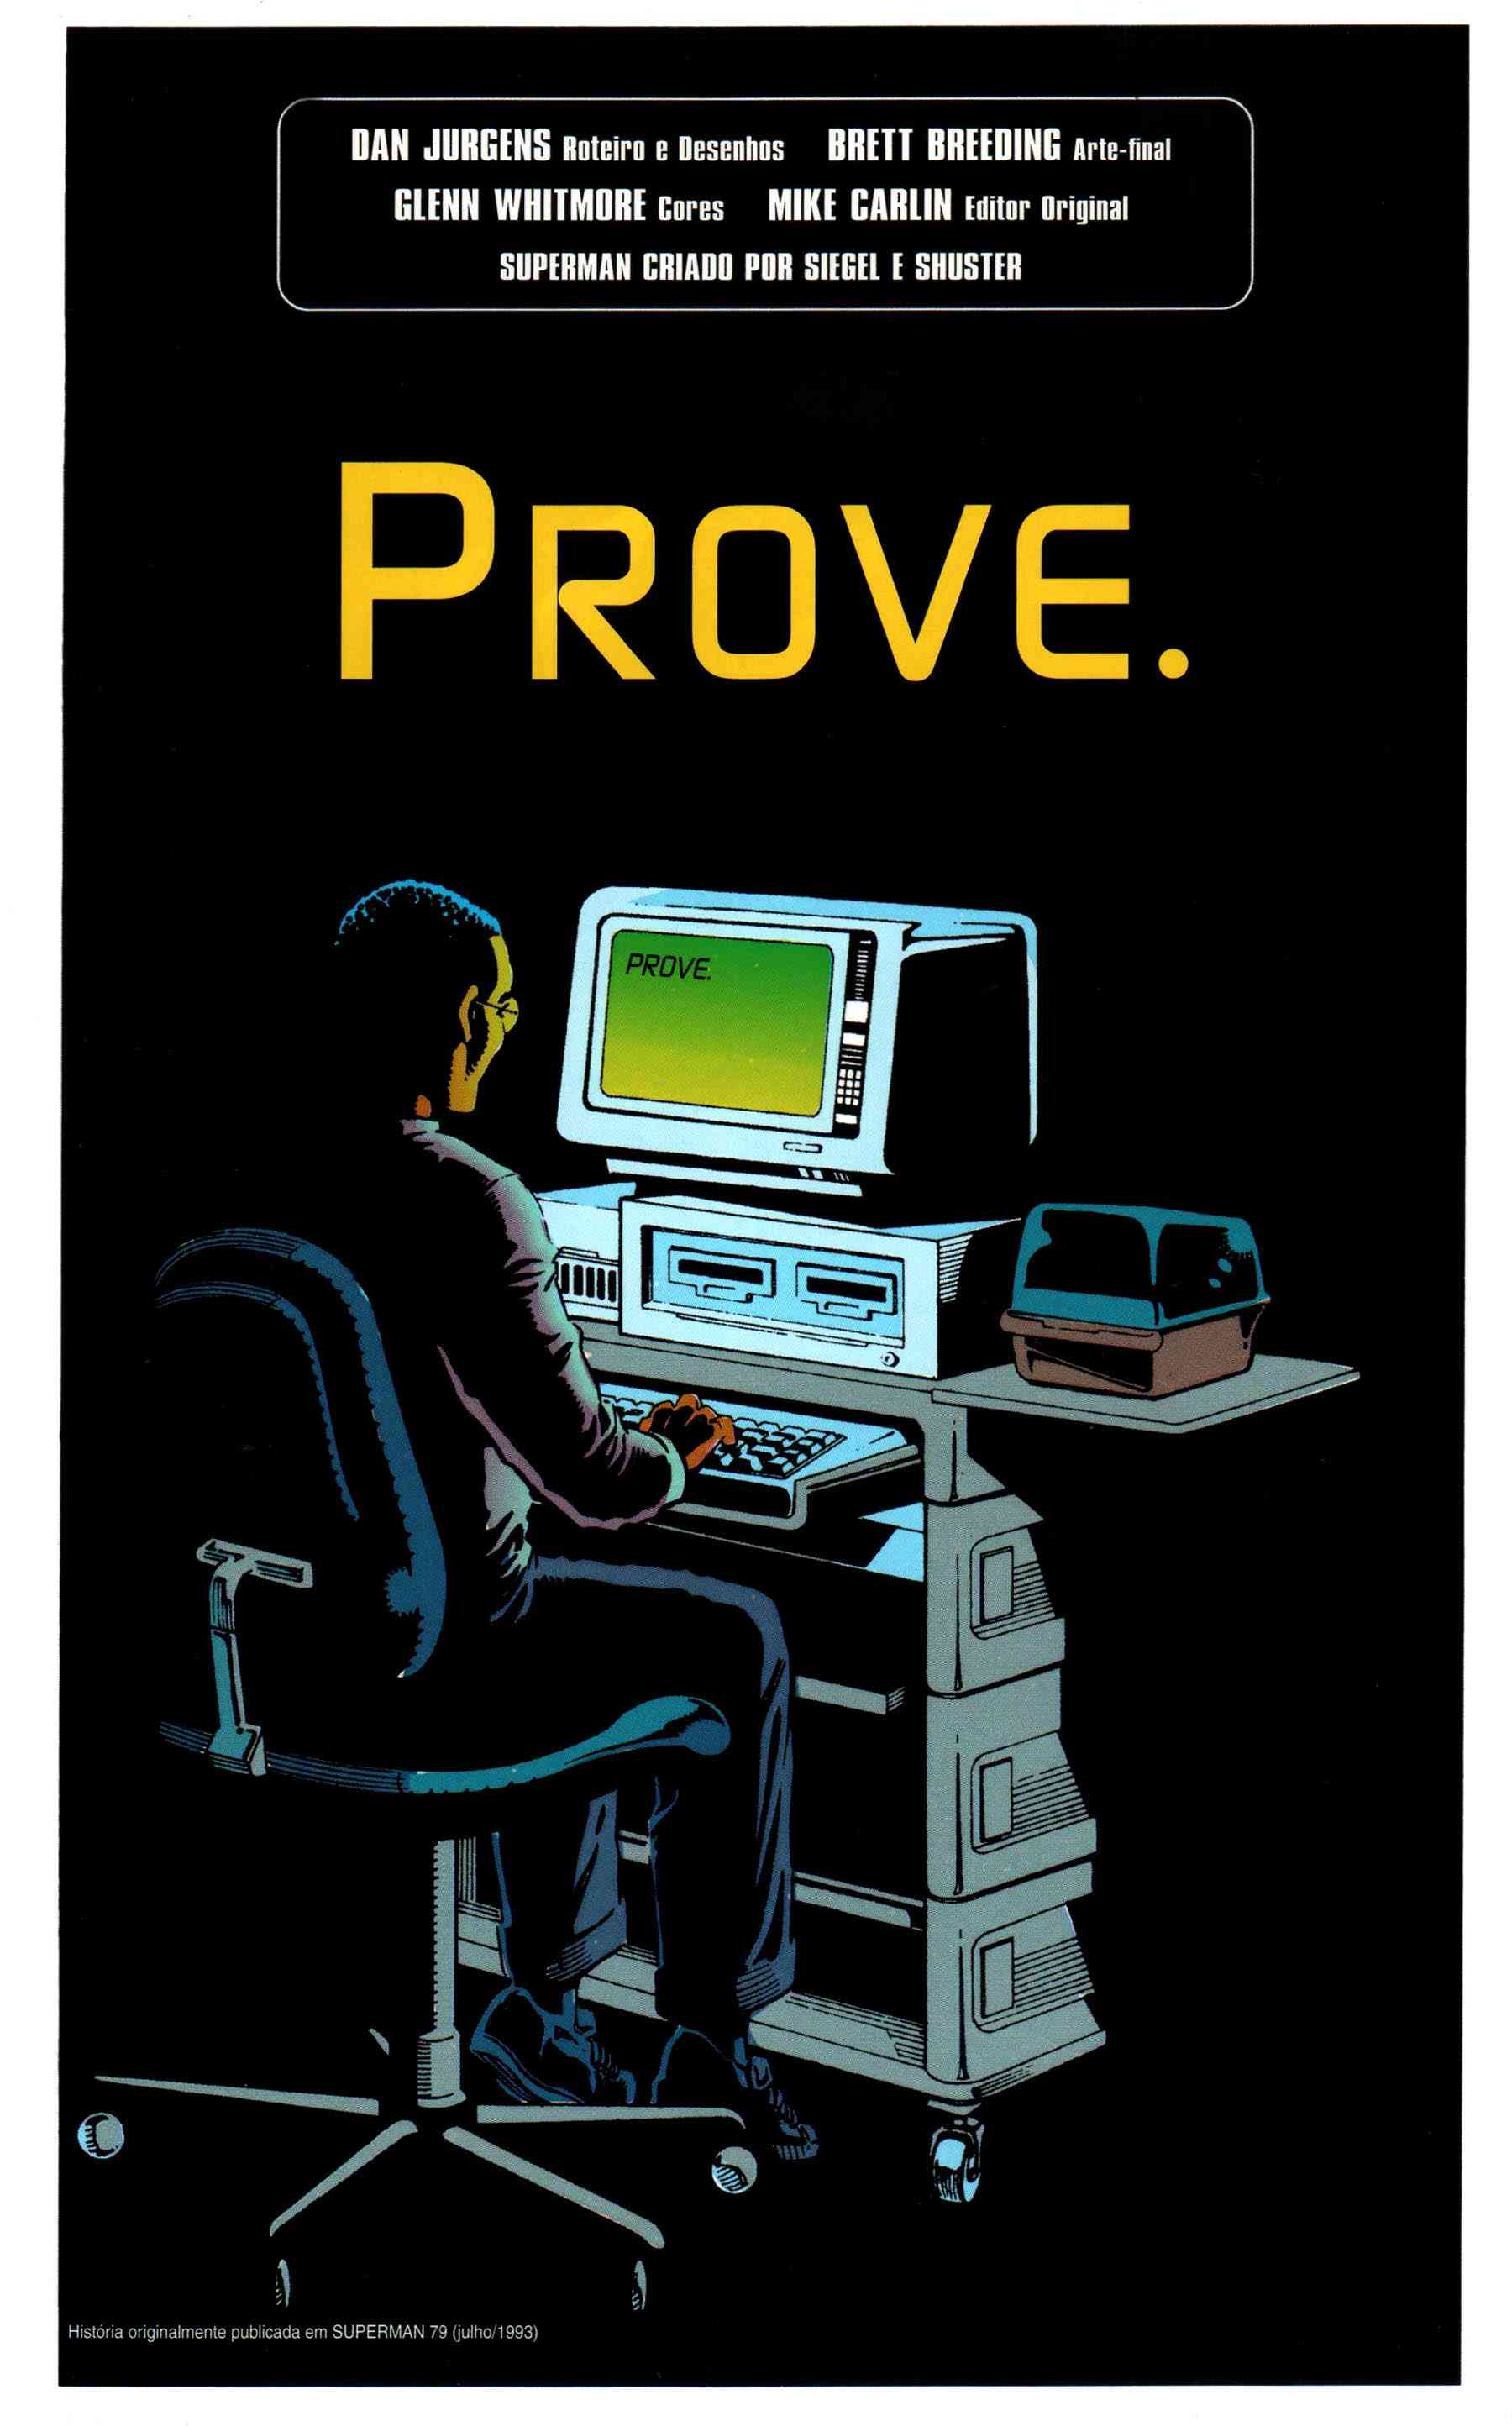 DAN JURGENS Roteiro e Desenhos BRETT BREEDING Arte-final
GLENN WHITMORE Cores MIKE CARLIN Editor Original
SUPERMAN CRIADO POR SIEGEL E SHUSTER
PROVE.
PROVE.
História originalmente publicada em SUPERMAN 79 (julho/1993)